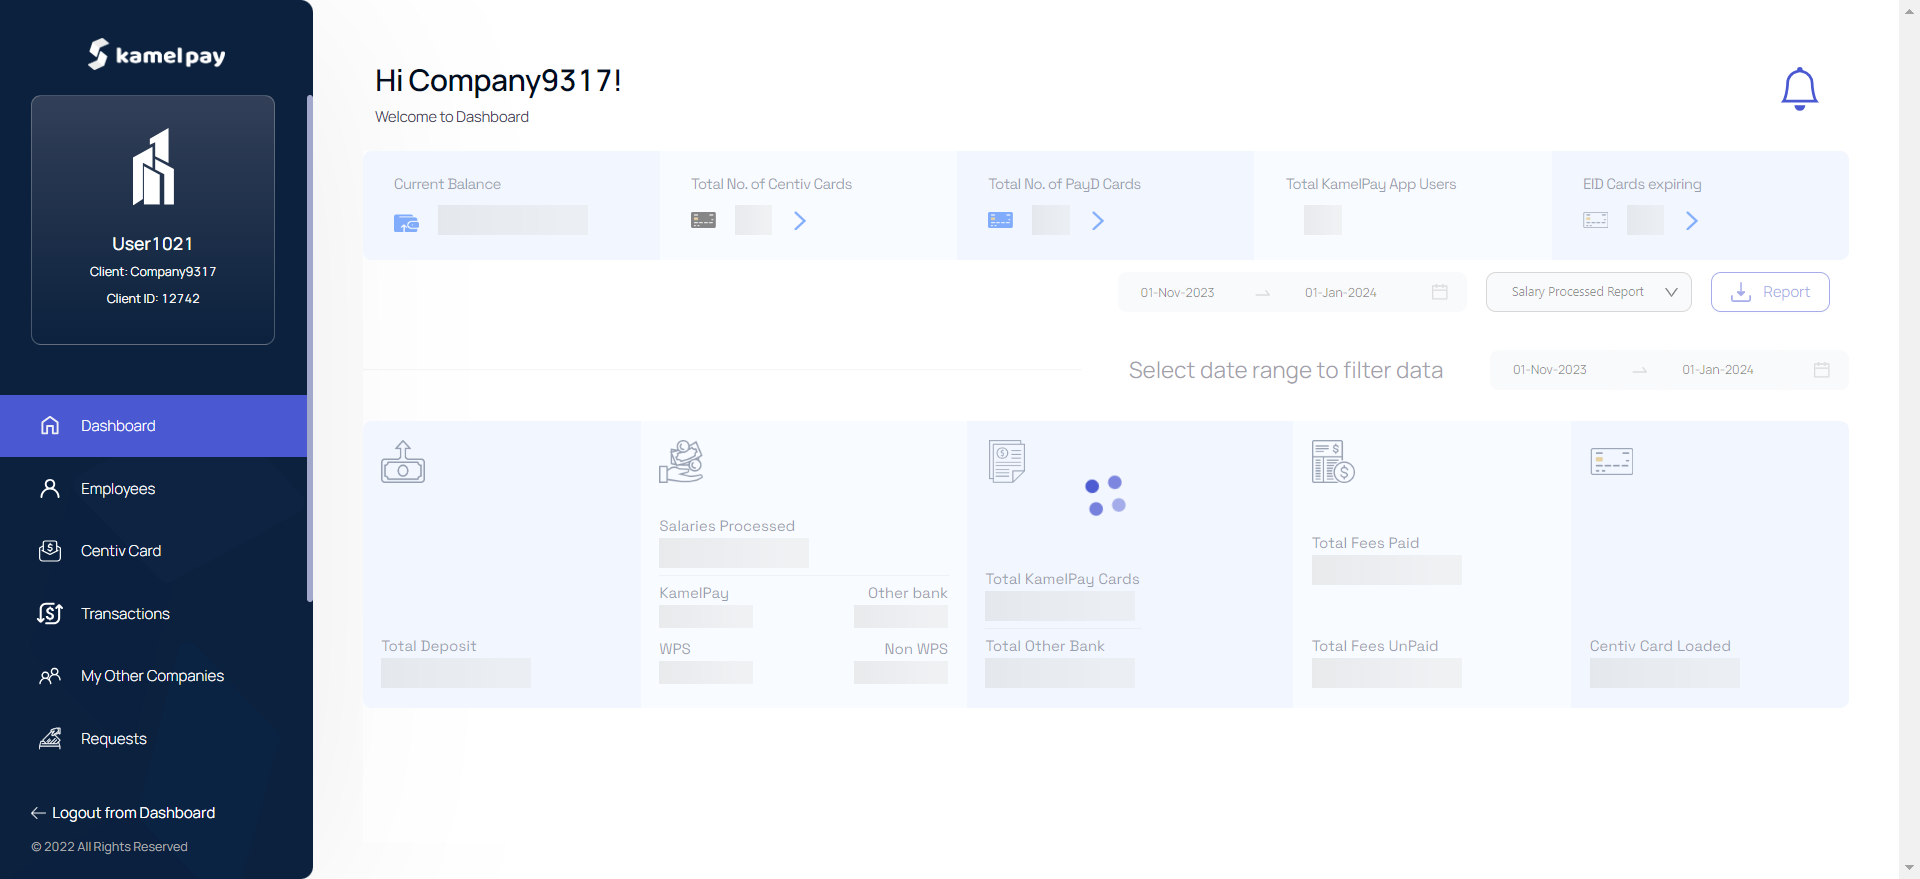 kamelpay
User1021
Client: Company9317
Client ID: 12742
Dashboard
Employees
Centiv Card
Transactions
My Other Companies
Requests
Logout from Dashboard
© 2022 All Rights Reserved
Hi Company9317!
Welcome to Dashboard
Current Balance
Total No. of Centiv Cards
Total No. of PayD Cards
Total KamelPay App Users
EID Cards expiring
01-Nov-2023 01-Jan-2024 Salary Processed Report Report
Select date range to filter data 01-Nov-2023 01-Jan-2024
Total Deposit
Salaries Processed
KamelPay Other bank
WPS Non WPS
Total KamelPay Cards
Total Other Bank
Total Fees Paid
Total Fees UnPaid
Centiv Card Loaded